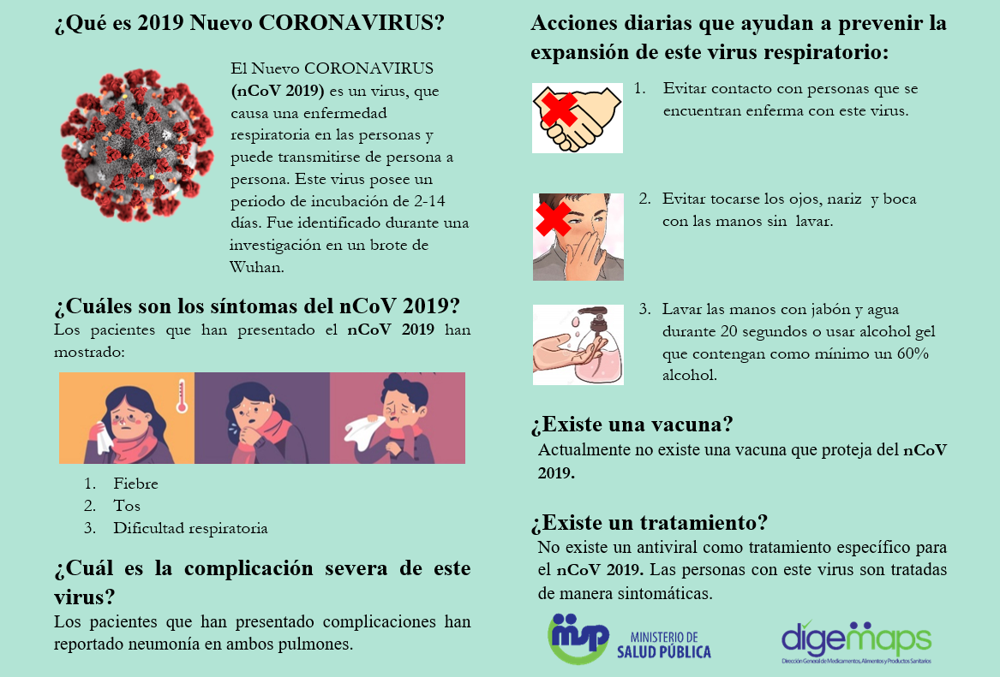 ¿Qué es 2019 Nuevo CORONAVIRUS?
El Nuevo CORONAVIRUS
(nCoV 2019) es un virus, que
causa una enfermedad
respiratoria en las personas y
puede transmitirse de persona a
persona. Este virus posee un
periodo de incubación de 2-14
días. Fue identificado durante una
investigación en un brote de
Wuhan.
¿Cuáles son los síntomas del nCoV 2019?
Los pacientes que han presentado el nCoV 2019 han
mostrado:
1. Fiebre
2. Tos
3. Dificultad respiratoria
¿Cuál es la complicación severa de este
virus?
Los pacientes que han presentado complicaciones han
reportado neumonía en ambos pulmones.
Acciones diarias que ayudan a prevenir la
expansión de este virus respiratorio:
1. Evitar contacto con personas que se
encuentran enferma con este virus.
2. Evitar tocarse los ojos, nariz y boca
con las manos sin lavar.
3. Lavar las manos con jabón y agua
durante 20 segundos o usar alcohol gel
que contengan como mínimo un 60%
alcohol.
¿Existe una vacuna?
Actualmente no existe una vacuna que proteja del nCoV
2019.
¿Existe un tratamiento?
No existe un antiviral como tratamiento específico para
el nCoV 2019. Las personas con este virus son tratadas
de manera sintomáticas.
msp
MINISTERIO DE
SALUD PÚBLICA
digemaps
Dirección General de Medicamentos, Alimentos y Productos Sanitarios